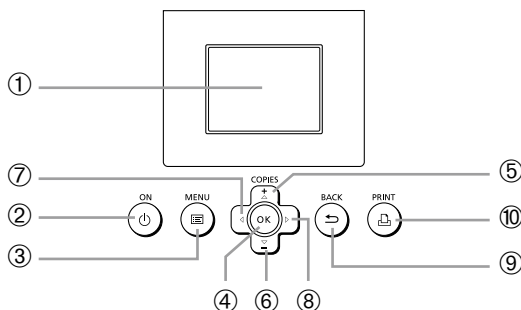 ①
⑦
COPIES
+
⑤
ON
MENU
BACK
PRINT
②
OK
⑩
③
−
⑨
④
⑥
⑧